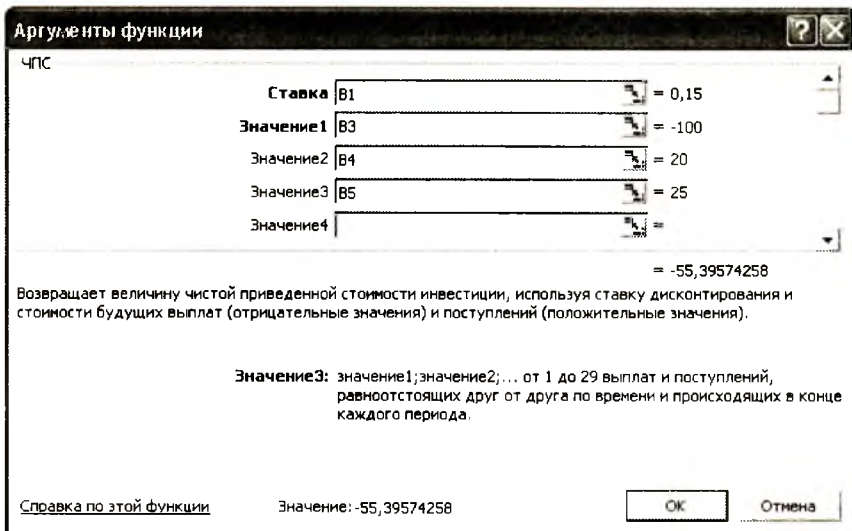 Аргументы функции
ЧПС
Ставка B1 = 0,15
Значение1 B3 = -100
Значение2 B4 = 20
Значение3 B5 = 25
Значение4 =
= -55,39574258
Возвращает величину чистой приведенной стоимости инвестиции, используя ставку дисконтирования и
стоимости будущих выплат (отрицательные значения) и поступлений (положительные значения).
Значение3: значение1;значение2;... от 1 до 29 выплат и поступлений,
равноотстоящих друг от друга по времени и происходящих в конце
каждого периода.
Справка по этой функции Значение:-55,39574258 ОК Отмена